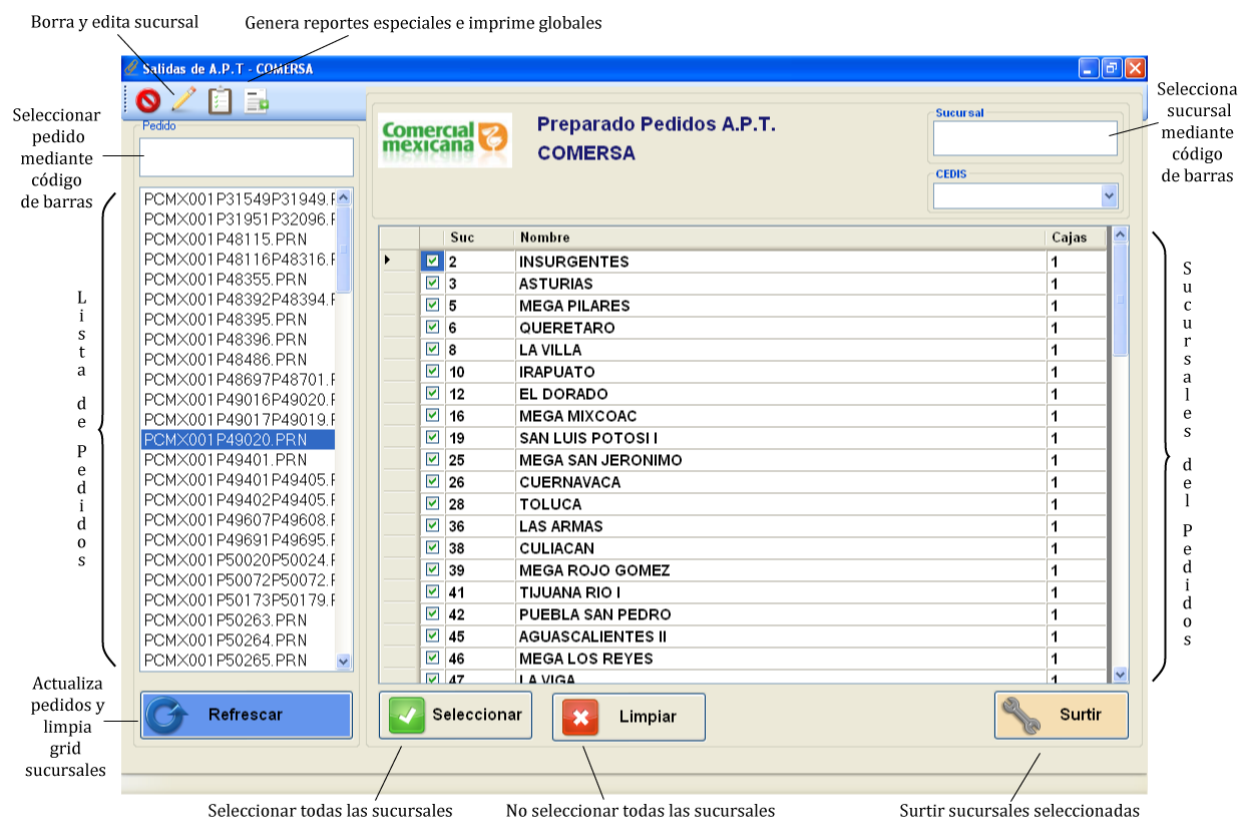 Borra y edita sucursal
Genera reportes especiales e imprime globales
Salidas de A.P.T - COMERSA
Seleccionar
pedido
mediante
código
de barras
Selecciona
sucursal
mediante
código
de barras
Pedido
Comercial
mexicana
Preparado Pedidos A.P.T.
COMERSA
Sucursal
CEDIS
Lista de Pedidos
PCMX001P31549P31949.F
PCMX001P31951P32096.F
PCMX001P48115.PRN
PCMX001P48116P48316.F
PCMX001P48355.PRN
PCMX001P48392P48394.F
PCMX001P48395.PRN
PCMX001P48396.PRN
PCMX001P48486.PRN
PCMX001P48697P48701.F
PCMX001P49016P49020.F
PCMX001P49017P49019.F
PCMX001P49020.PRN
PCMX001P49401.PRN
PCMX001P49401P49405.F
PCMX001P49402P49405.F
PCMX001P49607P49608.F
PCMX001P49691P49695.F
PCMX001P50020P50024.F
PCMX001P50072P50072.F
PCMX001P50173P50179.F
PCMX001P50263.PRN
PCMX001P50264.PRN
PCMX001P50265.PRN
Suc Nombre Cajas
2 INSURGENTES 1
3 ASTURIAS 1
5 MEGA PILARES 1
6 QUERETARO 1
8 LA VILLA 1
10 IRAPUATO 1
12 EL DORADO 1
16 MEGA MIXCOAC 1
19 SAN LUIS POTOSI I 1
25 MEGA SAN JERONIMO 1
26 CUERNAVACA 1
28 TOLUCA 1
36 LAS ARMAS 1
38 CULIACAN 1
39 MEGA ROJO GOMEZ 1
41 TIJUANA RIO I 1
42 PUEBLA SAN PEDRO 1
45 AGUASCALIENTES II 1
46 MEGA LOS REYES 1
47 LA VIGA 1
Sucursales del Pedidos
Actualiza
pedidos y
limpia
grid
sucursales
Refrescar
Seleccionar
Limpiar
Surtir
Seleccionar todas las sucursales
No seleccionar todas las sucursales
Surtir sucursales seleccionadas